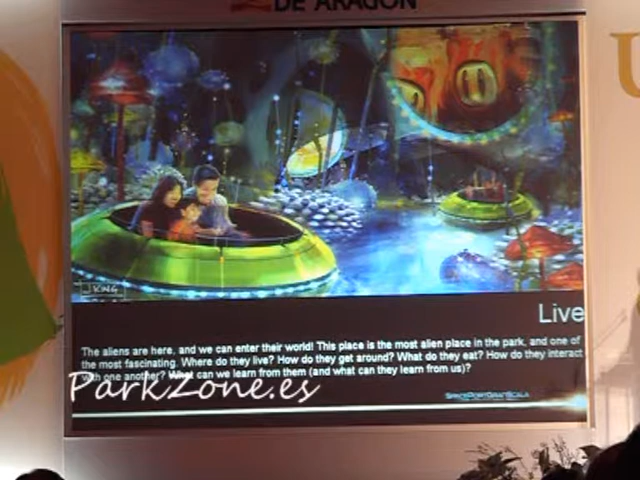 DE ARAGON
U
JKNG
Live
The aliens are here, and we can enter their world! This place is the most alien place in the park, and one of
the most fascinating. Where do they live? How do they get around? What do they eat? How do they interact
with one another? What can we learn from them (and what can they learn from us)?
ParkZone.es